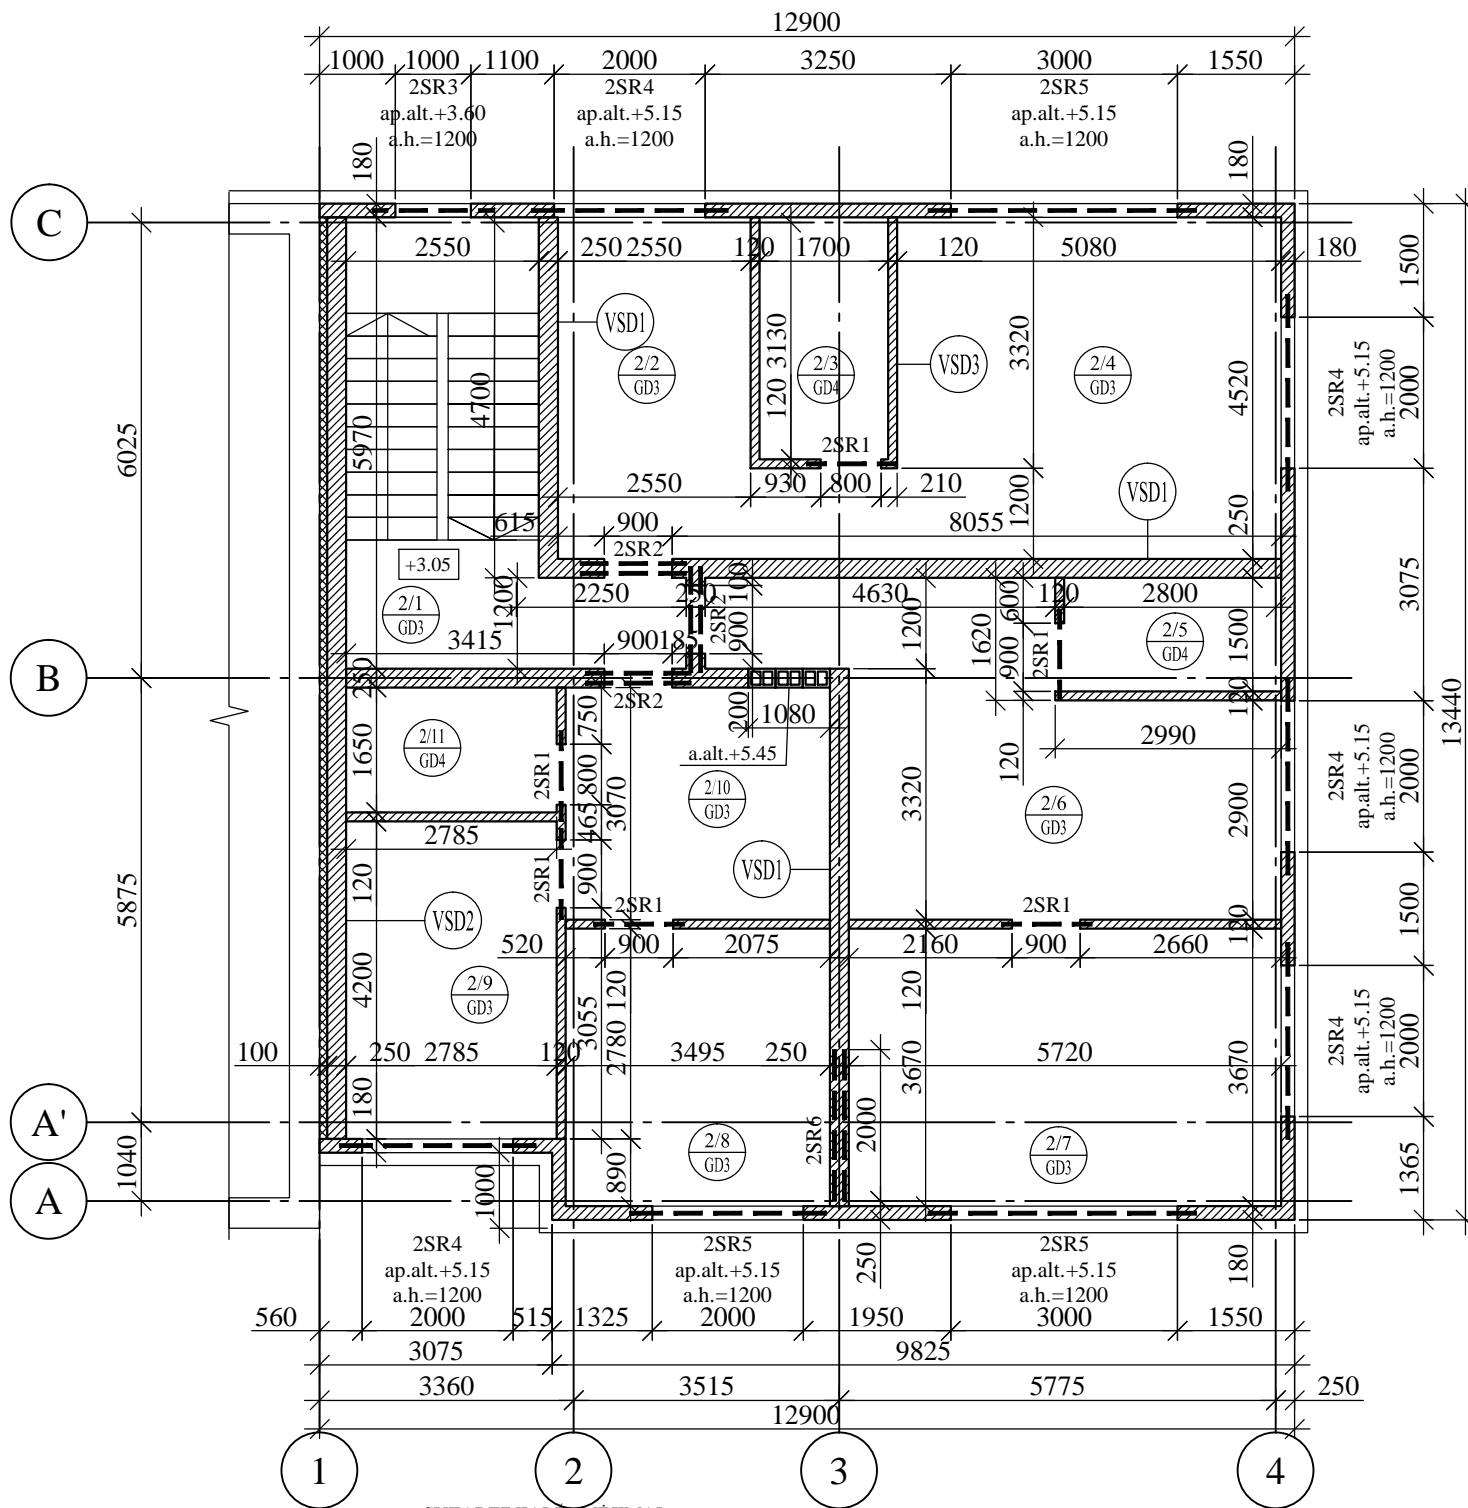 12900
1000 1000 1100 2000 3250 3000 1550
2SR3
ap.alt.+3.60
a.h.=1200
2SR4
ap.alt.+5.15
a.h.=1200
2SR5
ap.alt.+5.15
a.h.=1200
180
180
C
2550 250 2550 120 1700 120 5080 180
1500
VSD1
2/2
GD3
3130
120
2/3
GD4
VSD3
3320
2/4
GD3
4520
2SR4
ap.alt.+5.15
a.h.=1200
2000
4700
5970
6025
2SR1
2550 930 800 210
1200
VSD1
250
615 900 8055
2SR2
+3.05
2/1
GD3
1200
2250 250 4630 120 2800
100
2SR2
900
1200
600
1620
900
2SR1
2/5
GD4
1500
3075
3415 900 185
B
250
2SR2
200
1080
120
2990
120
13440
2/11
GD4
1650
750
2SR1
800
3070
465
a.alt.+5.45
2/10
GD3
3320
2/6
GD3
2900
2SR4
ap.alt.+5.15
a.h.=1200
2000
2785
120
2SR1
900
VSD1
5875
VSD2
2SR1
2SR1
120
1500
520 900 2075 2160 900 2660
2/9
GD3
4200
120
3055
2780
120
3670
3670
2SR4
ap.alt.+5.15
a.h.=1200
2000
100 250 2785 120 3495 250 5720
180
A'
2SR6
2000
2/8
GD3
2/7
GD3
1040
890
1365
A
1000
250
180
2SR4
ap.alt.+5.15
a.h.=1200
2SR5
ap.alt.+5.15
a.h.=1200
2SR5
ap.alt.+5.15
a.h.=1200
560 2000 515 1325 2000 1950 3000 1550
3075 9825
3360 3515 5775 250
12900
1 2 3 4